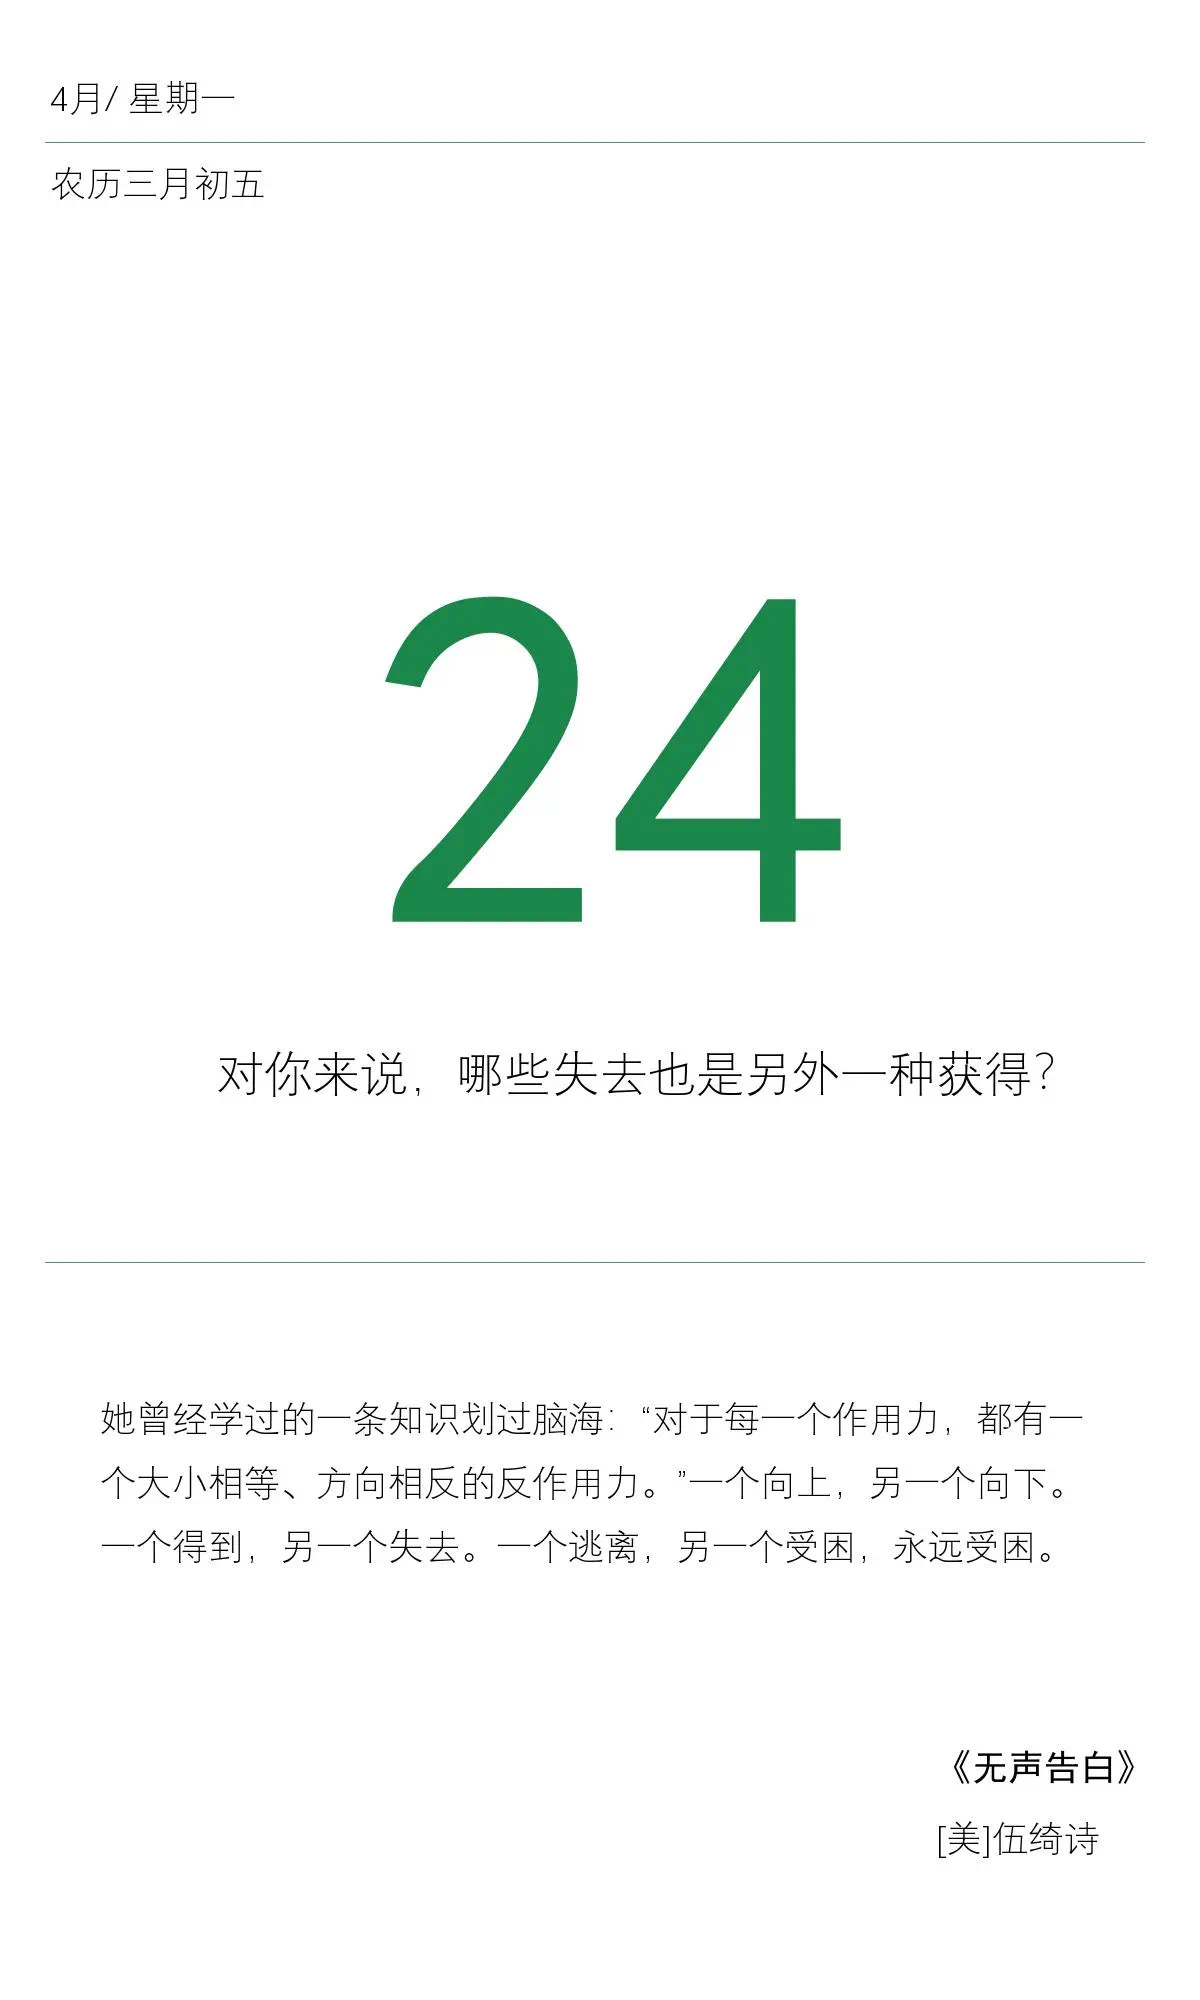 4月/ 星期一
农历三月初五
24
对你来说，哪些失去也是另外一种获得？
她曾经学过的一条知识划过脑海：“对于每一个作用力，都有一
个大小相等、方向相反的反作用力。”一个向上，另一个向下。
一个得到，另一个失去。一个逃离，另一个受困，永远受困。
《无声告白》
[美]伍绮诗